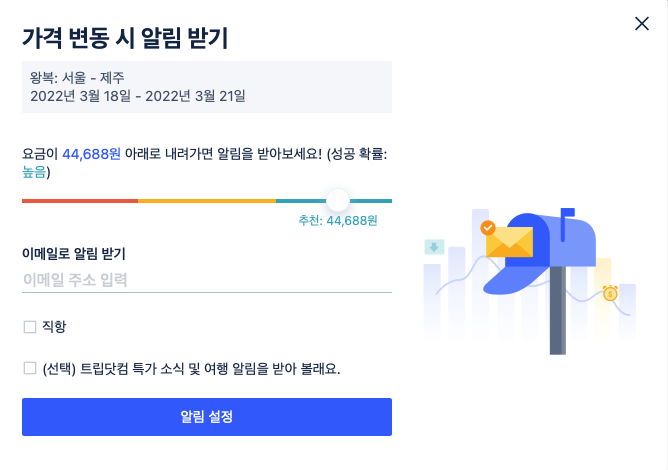 가격 변동 시 알림 받기
왕복: 서울 - 제주
2022년 3월 18일 - 2022년 3월 21일
요금이 44,688원 아래로 내려가면 알림을 받아보세요! (성공 확률:
높음)
추천: 44,688원
이메일로 알림 받기
이메일 주소 입력
직항
(선택) 트립닷컴 특가 소식 및 여행 알림을 받아 볼래요.
알림 설정